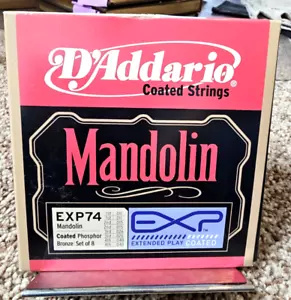 D'Addario
Coated Strings
Mandolin
EXP74
Mandolin
Coated Phosphor
Bronze Set of 8
EXP
EXTENDED PLAY
COATED